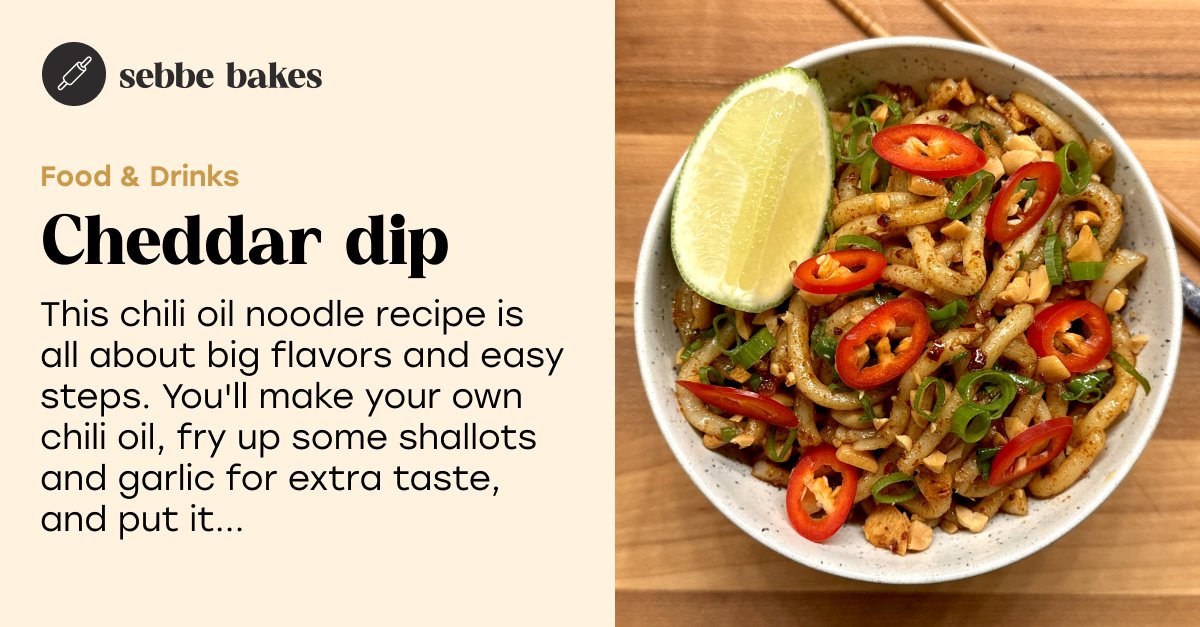 sebbe bakes
Food & Drinks
Cheddar dip
This chili oil noodle recipe is
all about big flavors and easy
steps. You'll make your own
chili oil, fry up some shallots
and garlic for extra taste,
and put it...